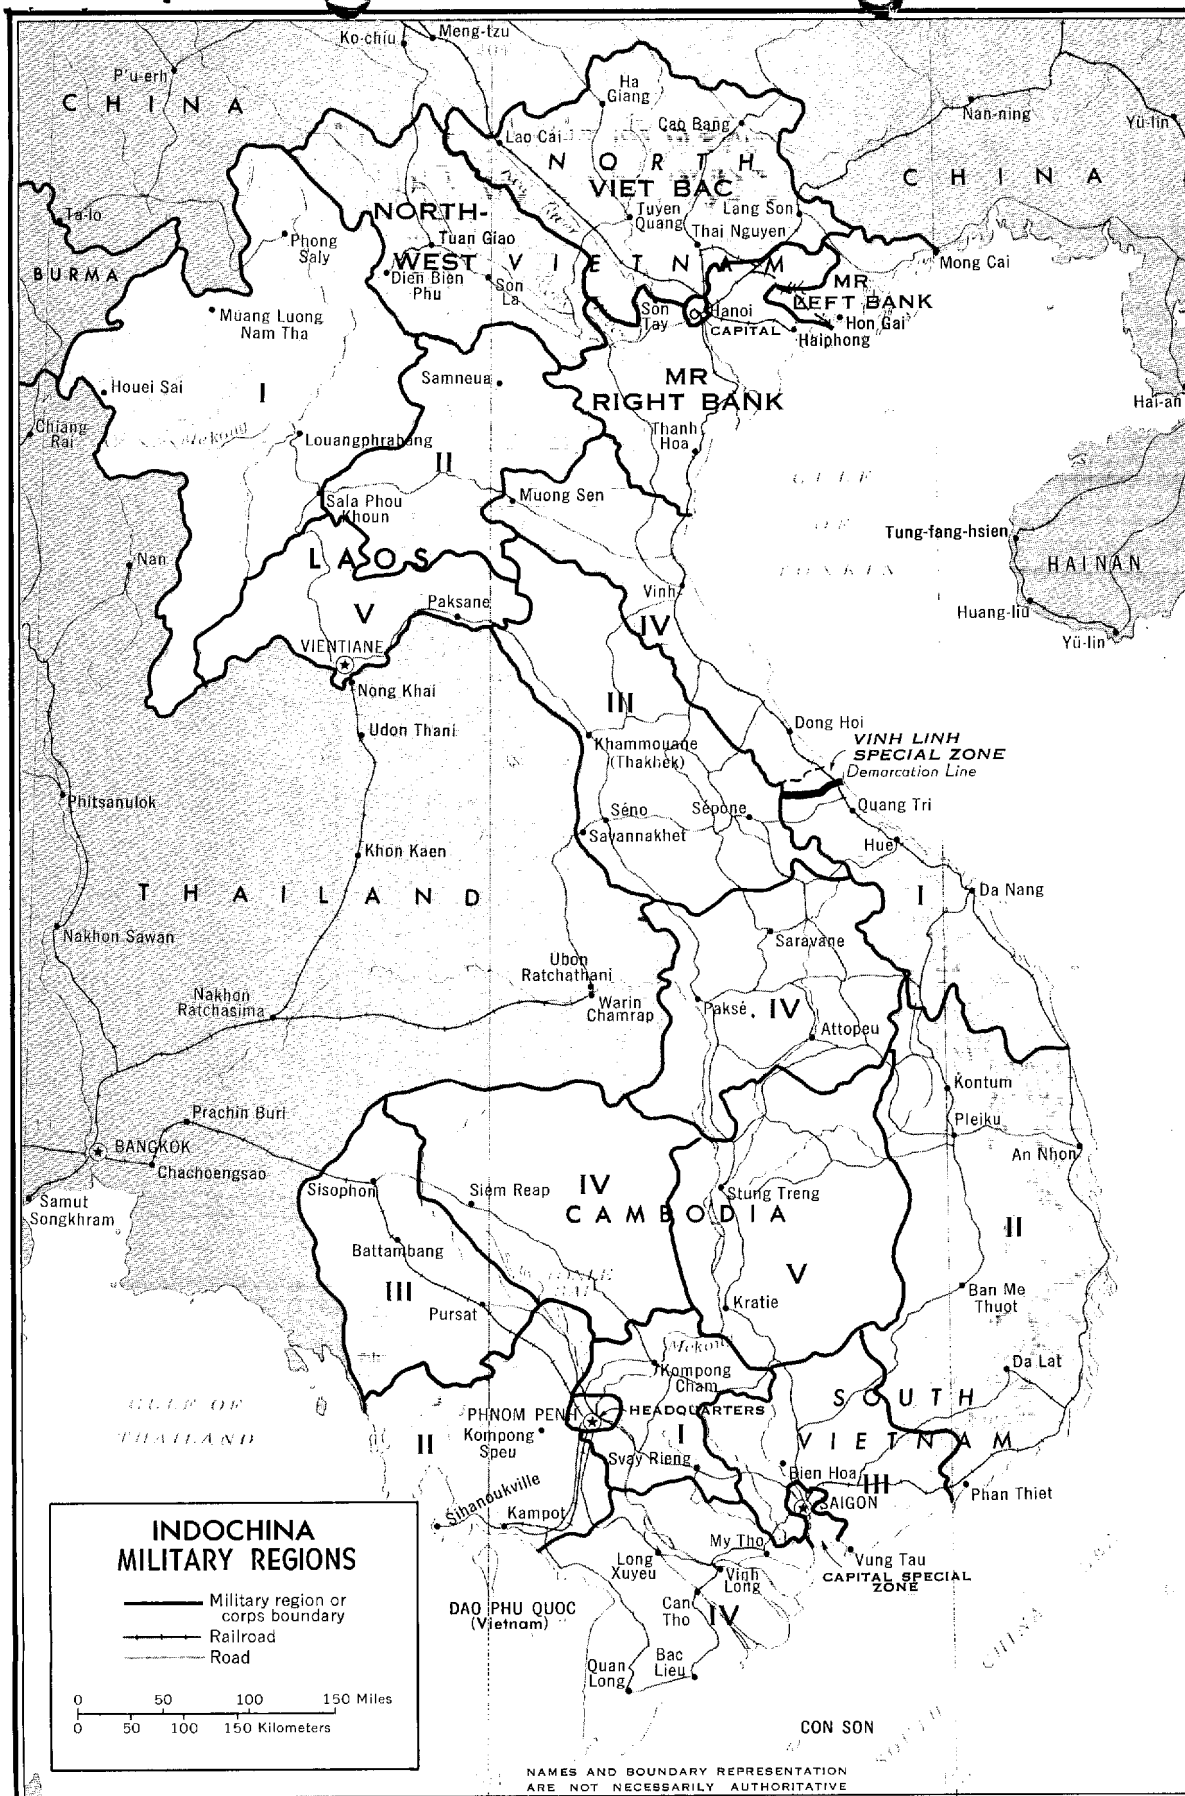 Ko-chiu
Meng-tzu
P'u-erh
CHINA
Ha
Giang
Cao Bang
Nan-ning
Yü-lin
Lao Cai
NORTH
VIET BAC
CHINA
Ta-lo
Phong
Saly
NORTH-
WEST
Tuan Giao
Tuyen
Quang
Lang Son
Thai Nguyen
Mong Cai
BURMA
Dien Bien
Phu
Son
La
VIETNAM
MR
LEFT BANK
Muang Luong
Nam Tha
Son
Tay
Hanoi
CAPITAL
Hon Gai
Haiphong
Houei Sai
I
Samneua
MR
RIGHT BANK
Hai-an
Chiang
Rai
Mekong
Louangphrabang
Thanh
Hoa
II
GULF
OF
TONKIN
Sala Phou
Khoun
Muong Sen
Tung-fang-hsien
HAINAN
Nan
LAOS
Vinh
Huang-liu
Yü-lin
V
Paksane
IV
VIENTIANE
Nong Khai
III
Udon Thani
Khammouane
(Thakhek)
Dong Hoi
VINH LINH
SPECIAL ZONE
Demarcation Line
Phitsanulok
Séno
Sépone
Quang Tri
Savannakhet
Hue
Khon Kaen
THAILAND
I
Da Nang
Nakhon Sawan
Saravane
Ubon
Ratchathani
Nakhon
Ratchasima
Warin
Chamrap
Paksé
IV
Attopeu
Kontum
Prachin Buri
Pleiku
BANGKOK
Chachoengsao
An Nhon
Samut
Songkhram
Sisophon
Siem Reap
IV
CAMBODIA
Stung Treng
II
Battambang
TONLE
SAP
V
III
Pursat
Kratie
Ban Me
Thuot
Mekong
Kompong
Cham
Da Lat
GULF OF
THAILAND
SOUTH
VIETNAM
PHNOM PENH
HEADQUARTERS
Kompong
Speu
II
I
Svay Rieng
Bien Hoa
III
SAIGON
Phan Thiet
Sihanoukville
Kampot
My Tho
Vung Tau
CAPITAL SPECIAL
ZONE
Long
Xuyeu
Vinh
Long
DAO PHU QUOC
(Vietnam)
Can
Tho
IV
Quan
Long
Bac
Lieu
CON SON
SOUTH
CHINA
INDOCHINA
MILITARY REGIONS
Military region or
corps boundary
Railroad
Road
0 50 100 150 Miles
0 50 100 150 Kilometers
NAMES AND BOUNDARY REPRESENTATION
ARE NOT NECESSARILY AUTHORITATIVE